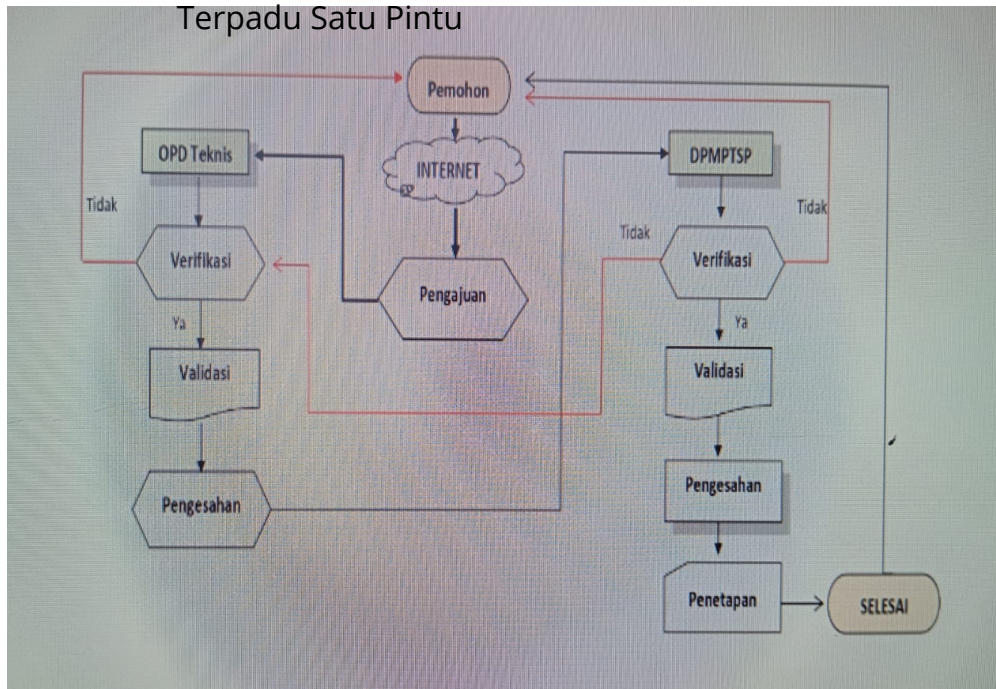 Terpadu Satu Pintu
Pemohon
INTERNET
Pengajuan
OPD Teknis
Tidak
Verifikasi
Ya
Validasi
Pengesahan
DPMPTSP
Tidak
Tidak
Verifikasi
Ya
Validasi
Pengesahan
Penetapan
SELESAI